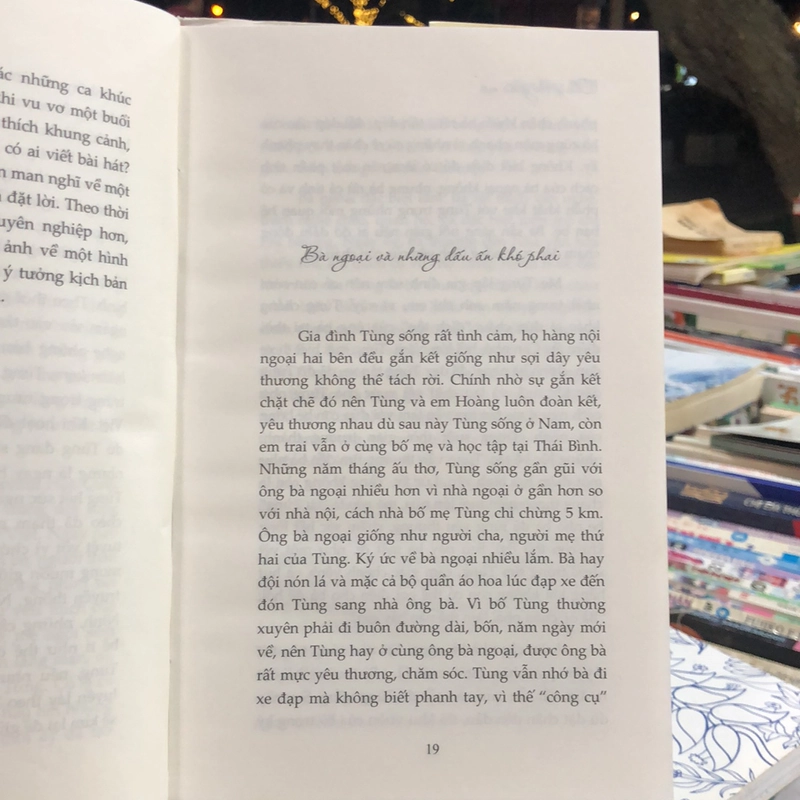 ác những ca khúc
hi vu vơ một buổi
thích khung cảnh,
có ai viết bài hát?
n man nghĩ về một
đặt lời. Theo thời
uyên nghiệp hơn,
ảnh về một hình
ý tưởng kịch bản
Bà ngoại và những dấu ấn khó phai
Gia đình Tùng sống rất tình cảm, họ hàng nội
ngoại hai bên đều gắn kết giống như sợi dây yêu
thương không thể tách rời. Chính nhờ sự gắn kết
chặt chẽ đó nên Tùng và em Hoàng luôn đoàn kết,
yêu thương nhau dù sau này Tùng sống ở Nam, còn
em trai vẫn ở cùng bố mẹ và học tập tại Thái Bình.
Những năm tháng ấu thơ, Tùng sống gần gũi với
ông bà ngoại nhiều hơn vì nhà ngoại ở gần hơn so
với nhà nội, cách nhà bố mẹ Tùng chỉ chừng 5 km.
Ông bà ngoại giống như người cha, người mẹ thứ
hai của Tùng. Ký ức về bà ngoại nhiều lắm. Bà hay
đội nón lá và mặc cả bộ quần áo hoa lúc đạp xe đến
đón Tùng sang nhà ông bà. Vì bố Tùng thường
xuyên phải đi buôn đường dài, bốn, năm ngày mới
về, nên Tùng hay ở cùng ông bà ngoại, được ông bà
rất mực yêu thương, chăm sóc. Tùng vẫn nhớ bà đi
xe đạp mà không biết phanh tay, vì thế “công cụ”
19